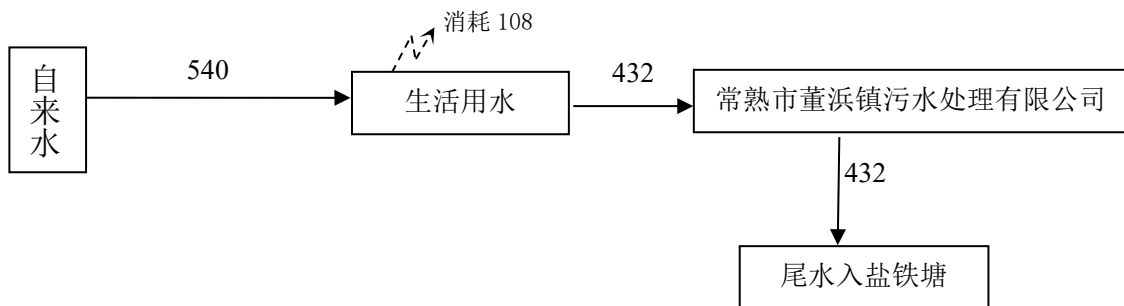 消耗 108
自来水
540
生活用水
432
常熟市董浜镇污水处理有限公司
432
尾水入盐铁塘